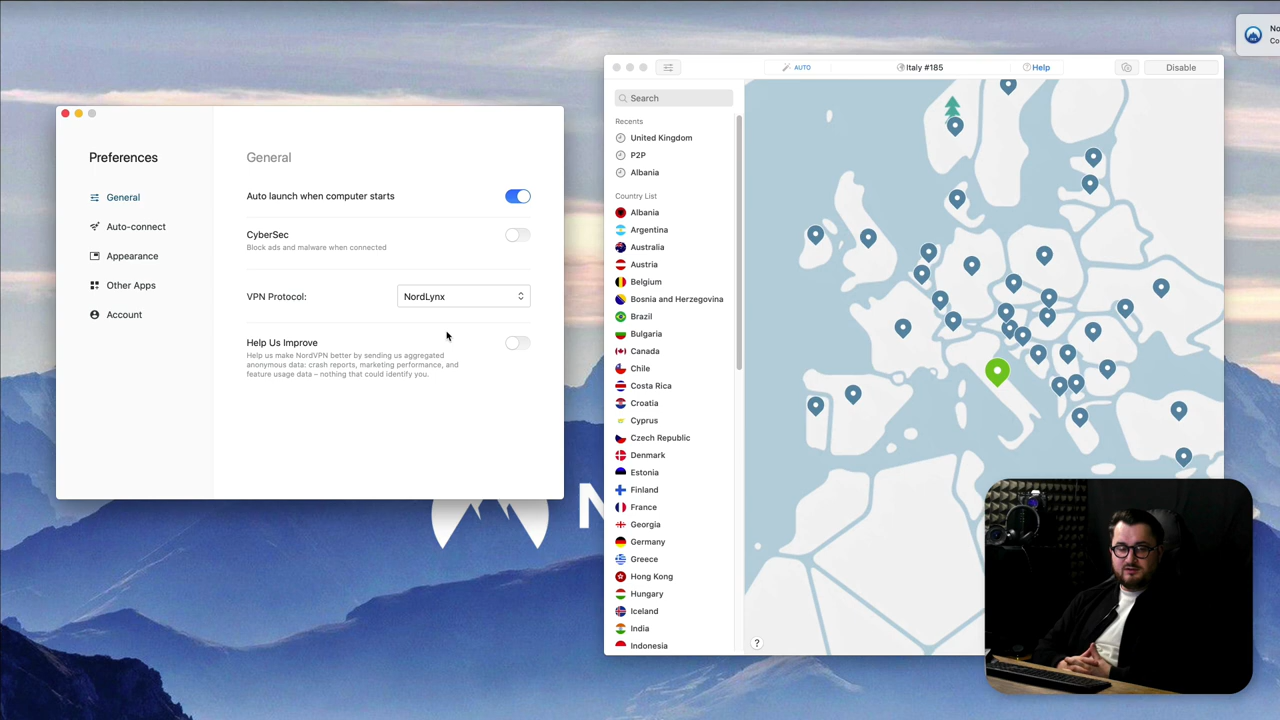 Preferences
General
Auto-connect
Appearance
Other Apps
Account
General
Auto launch when computer starts
CyberSec
Block ads and malware when connected
VPN Protocol:
NordLynx
Help Us Improve
Help us make NordVPN better by sending us aggregated
anonymous data: crash reports, marketing performance, and
feature usage data – nothing that could identify you.
AUTO
Italy #185
Help
Disable
Search
Recents
United Kingdom
P2P
Albania
Country List
Albania
Argentina
Australia
Austria
Belgium
Bosnia and Herzegovina
Brazil
Bulgaria
Canada
Chile
Costa Rica
Croatia
Cyprus
Czech Republic
Denmark
Estonia
Finland
France
Georgia
Germany
Greece
Hong Kong
Hungary
Iceland
India
Indonesia
?
No
Co